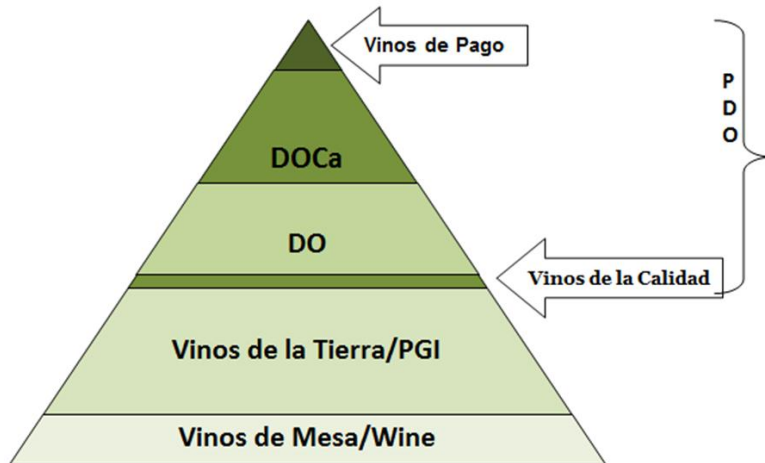 Vinos de Pago
P
D
O
DOCa
DO
Vinos de la Calidad
Vinos de la Tierra/PGI
Vinos de Mesa/Wine